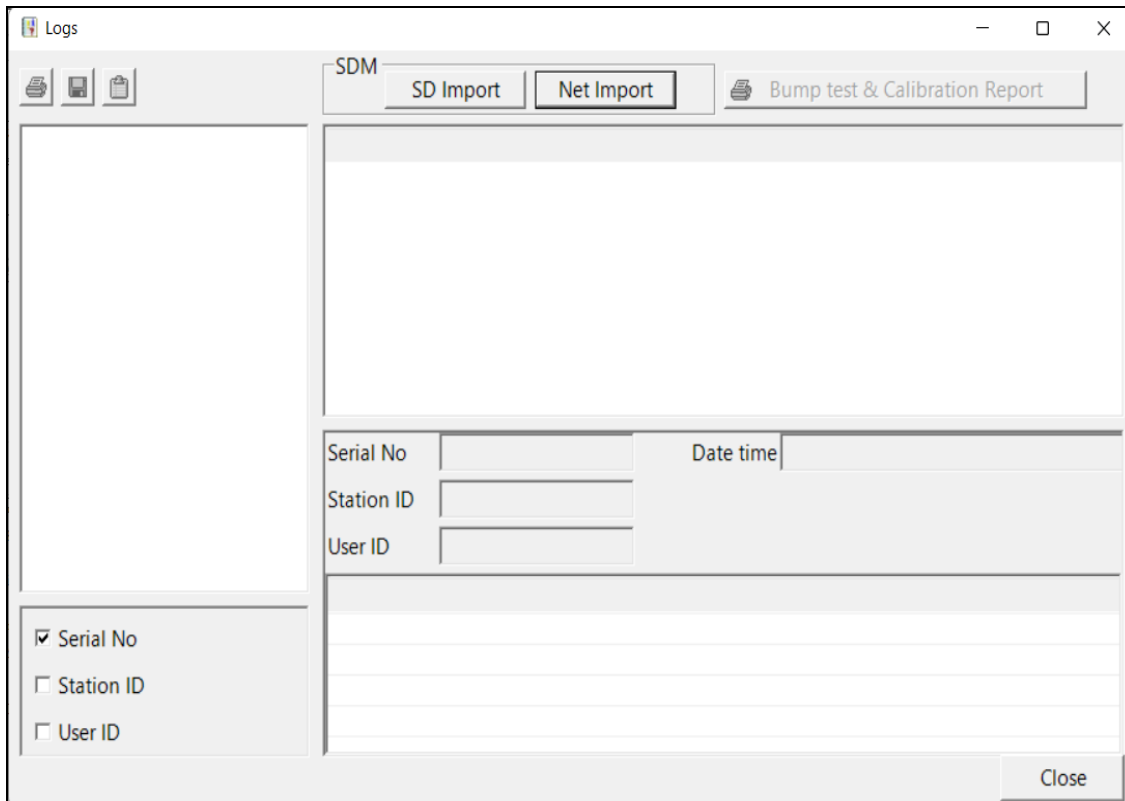 Logs
SDM
SD Import
Net Import
Bump test & Calibration Report
Serial No
Date time
Station ID
User ID
Serial No
Station ID
User ID
Close